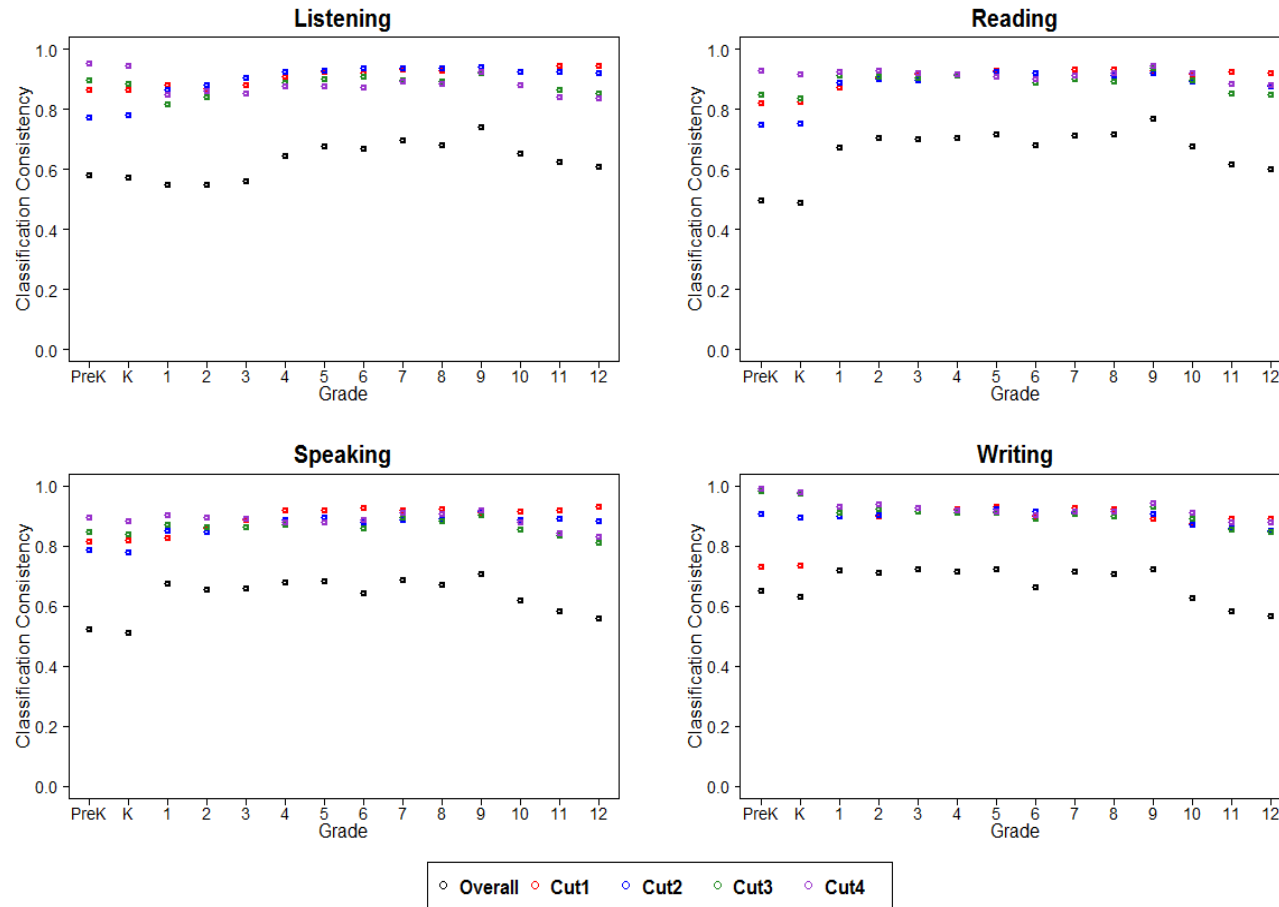 Listening
Classification Consistency
1.0
0.8
0.6
0.4
0.2
0.0
PreK K 1 2 3 4 5 6 7 8 9 10 11 12
Grade
Reading
Classification Consistency
1.0
0.8
0.6
0.4
0.2
0.0
PreK K 1 2 3 4 5 6 7 8 9 10 11 12
Grade
Speaking
Classification Consistency
1.0
0.8
0.6
0.4
0.2
0.0
PreK K 1 2 3 4 5 6 7 8 9 10 11 12
Grade
Writing
Classification Consistency
1.0
0.8
0.6
0.4
0.2
0.0
PreK K 1 2 3 4 5 6 7 8 9 10 11 12
Grade
Overall Cut1 Cut2 Cut3 Cut4